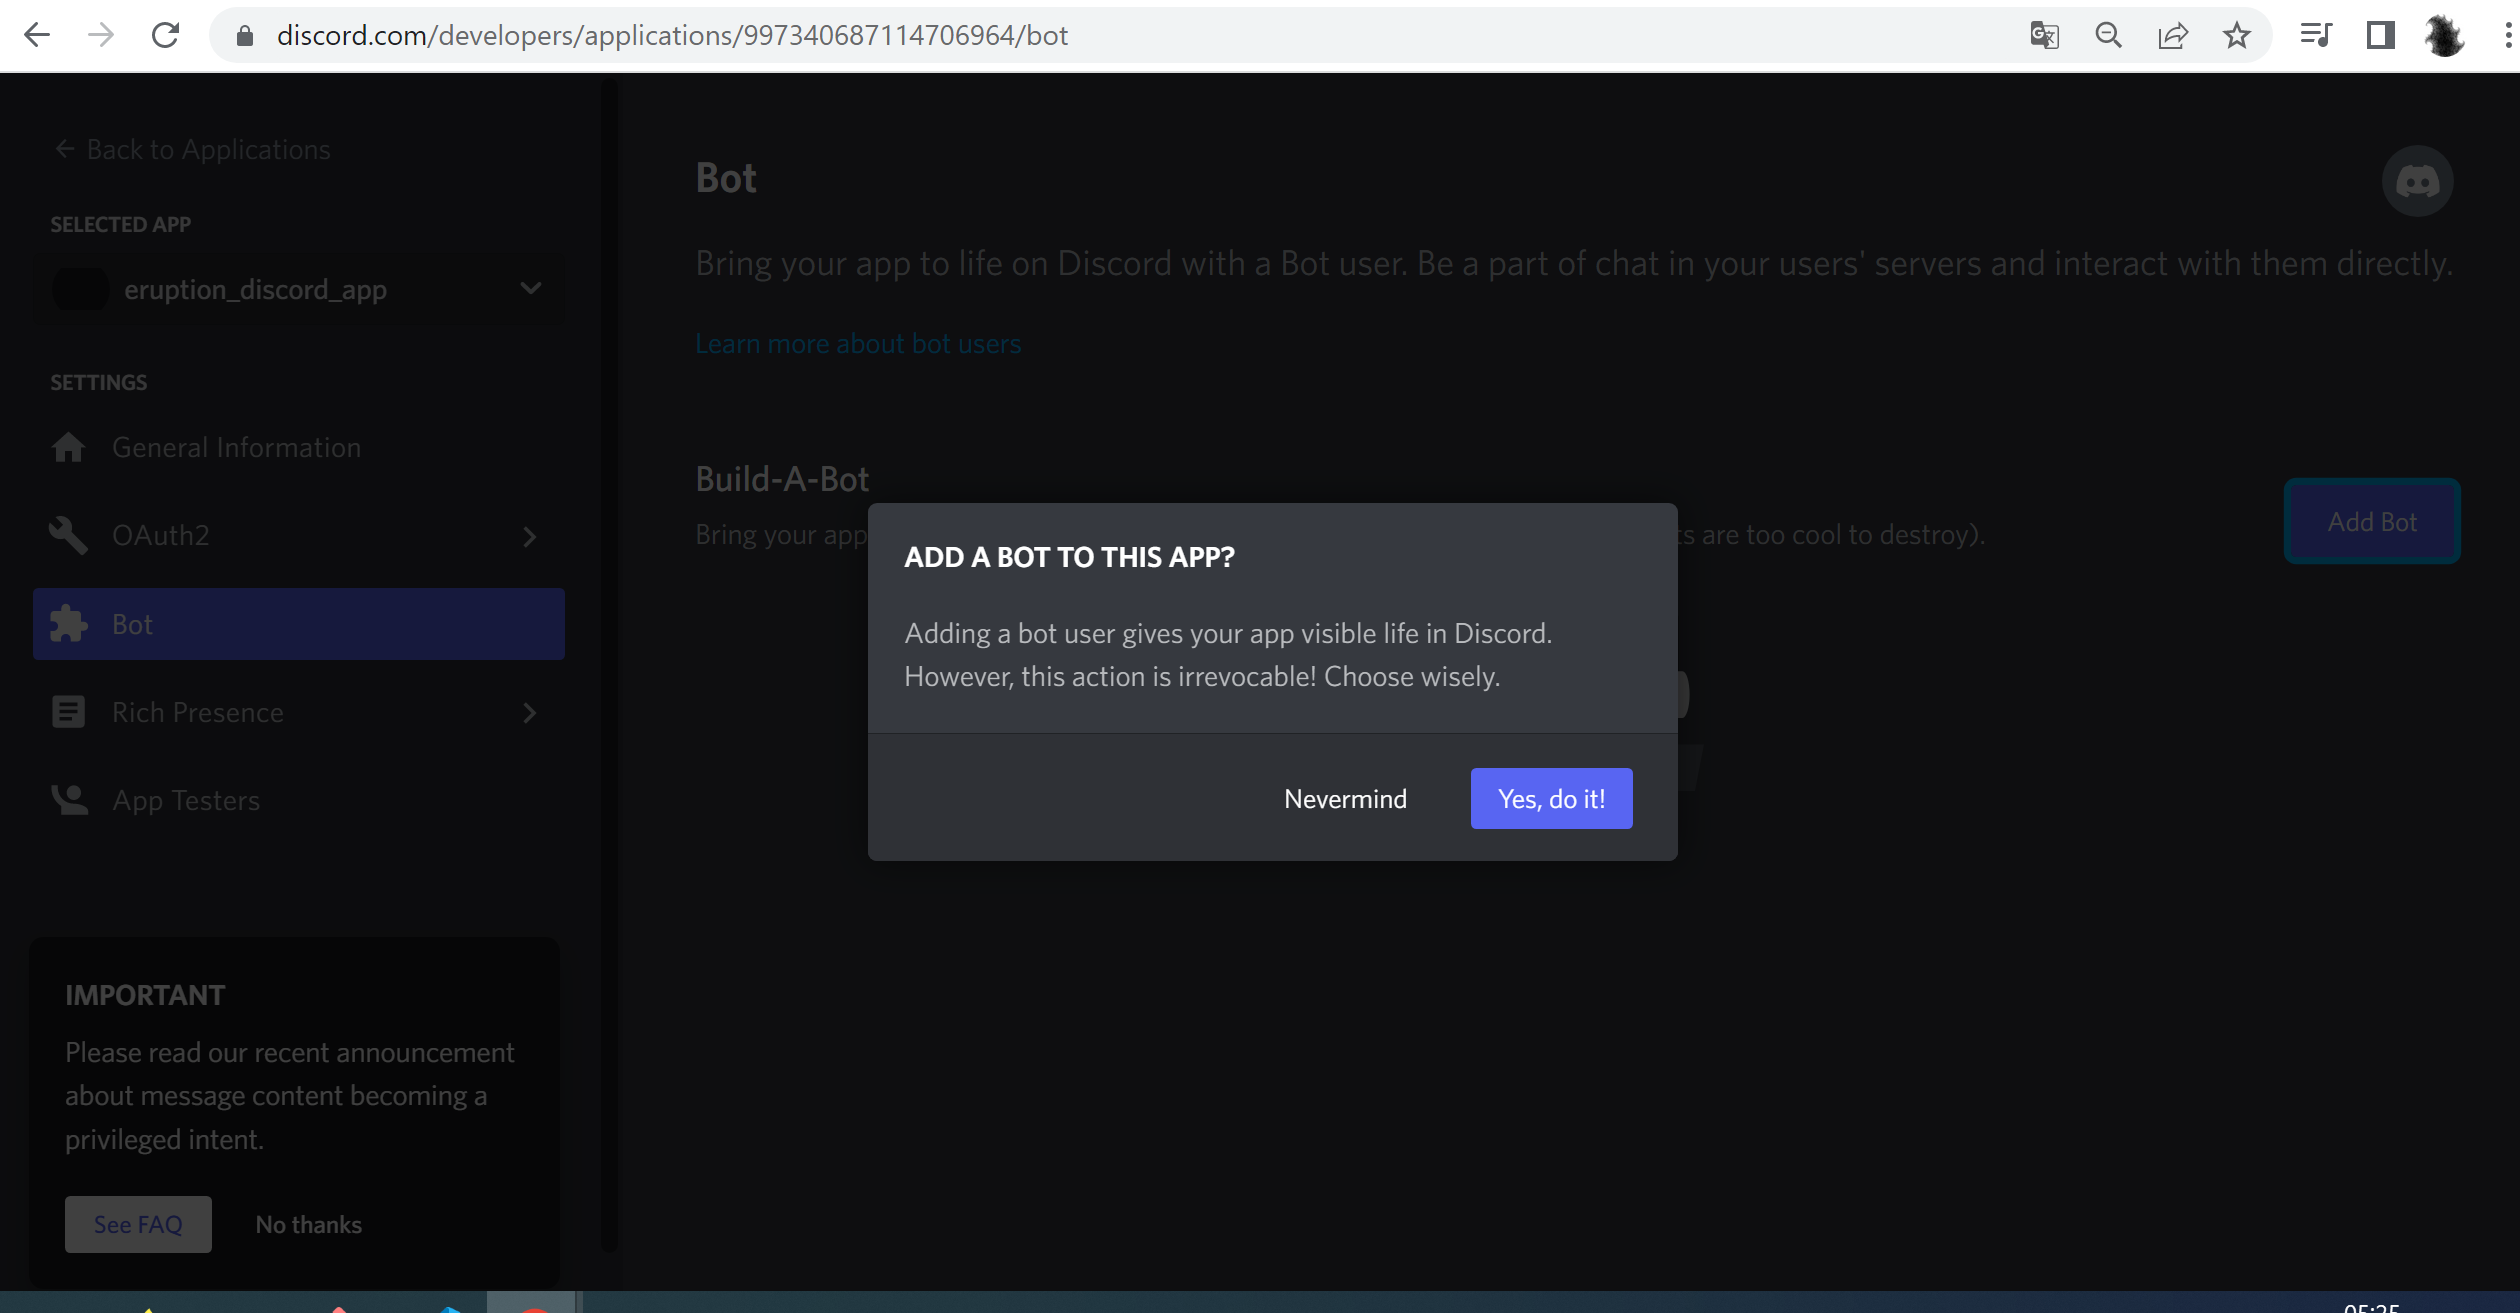 discord.com/developers/applications/997340687114706964/bot
Back to Applications
SELECTED APP
eruption_discord_app
SETTINGS
General Information
OAuth2
Bot
Rich Presence
App Testers
IMPORTANT
Please read our recent announcement
about message content becoming a
privileged intent.
See FAQ
No thanks
Bot
Bring your app to life on Discord with a Bot user. Be a part of chat in your users' servers and interact with them directly.
Learn more about bot users
Build-A-Bot
Bring your app
are too cool to destroy).
Add Bot
ADD A BOT TO THIS APP?
Adding a bot user gives your app visible life in Discord.
However, this action is irrevocable! Choose wisely.
Nevermind
Yes, do it!